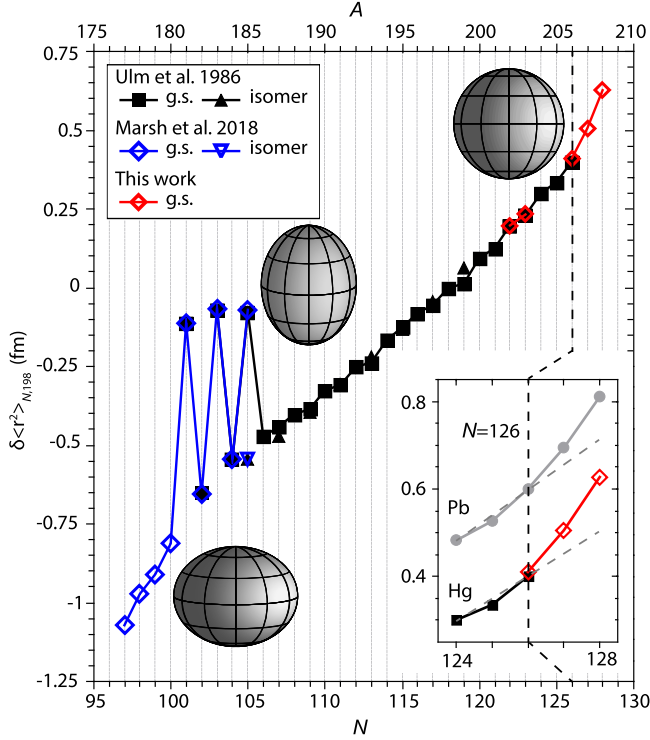 A
175 180 185 190 195 200 205 210
0.75
0.5
0.25
0
-0.25
-0.5
-0.75
-1
-1.25
δ<r²>N,198 (fm)
Ulm et al. 1986
g.s. isomer
Marsh et al. 2018
g.s. isomer
This work
g.s.
N=126
0.8
0.6
0.4
Pb
Hg
124 128
95 100 105 110 115 120 125 130
N